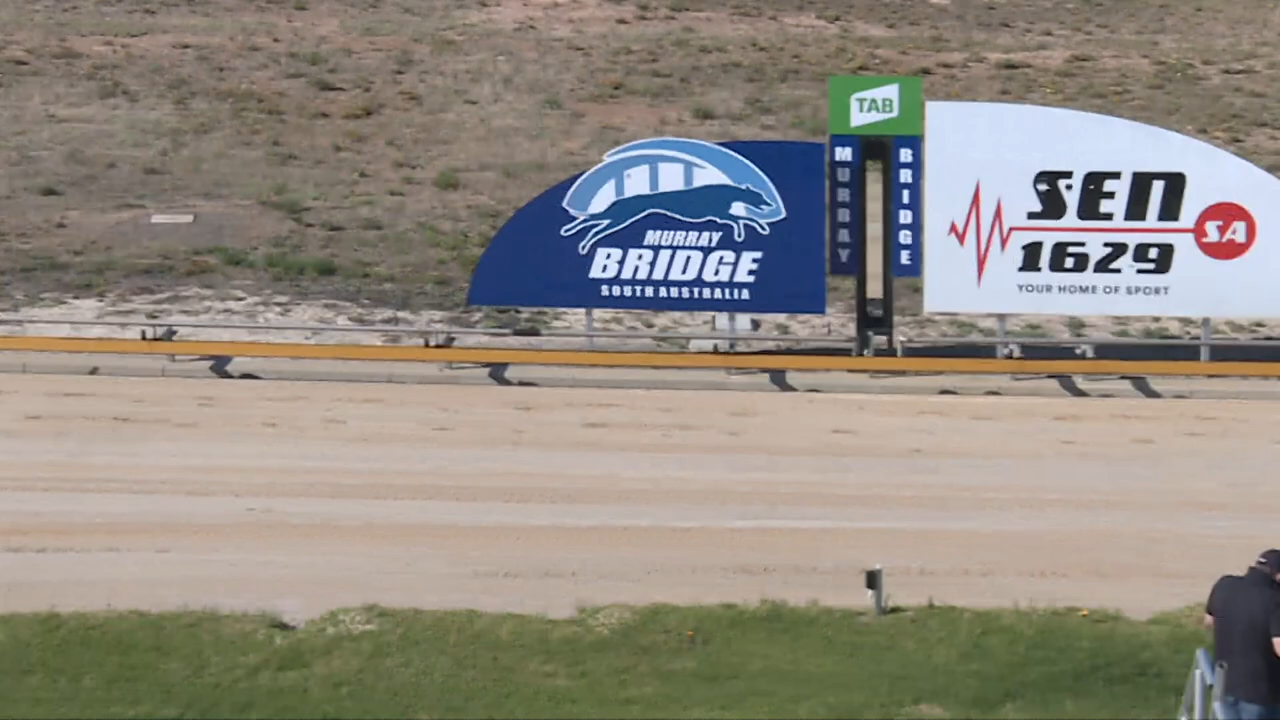 TAB
MURRAY
BRIDGE
MURRAY
BRIDGE
SOUTH AUSTRALIA
SEN
SA
1629
YOUR HOME OF SPORT